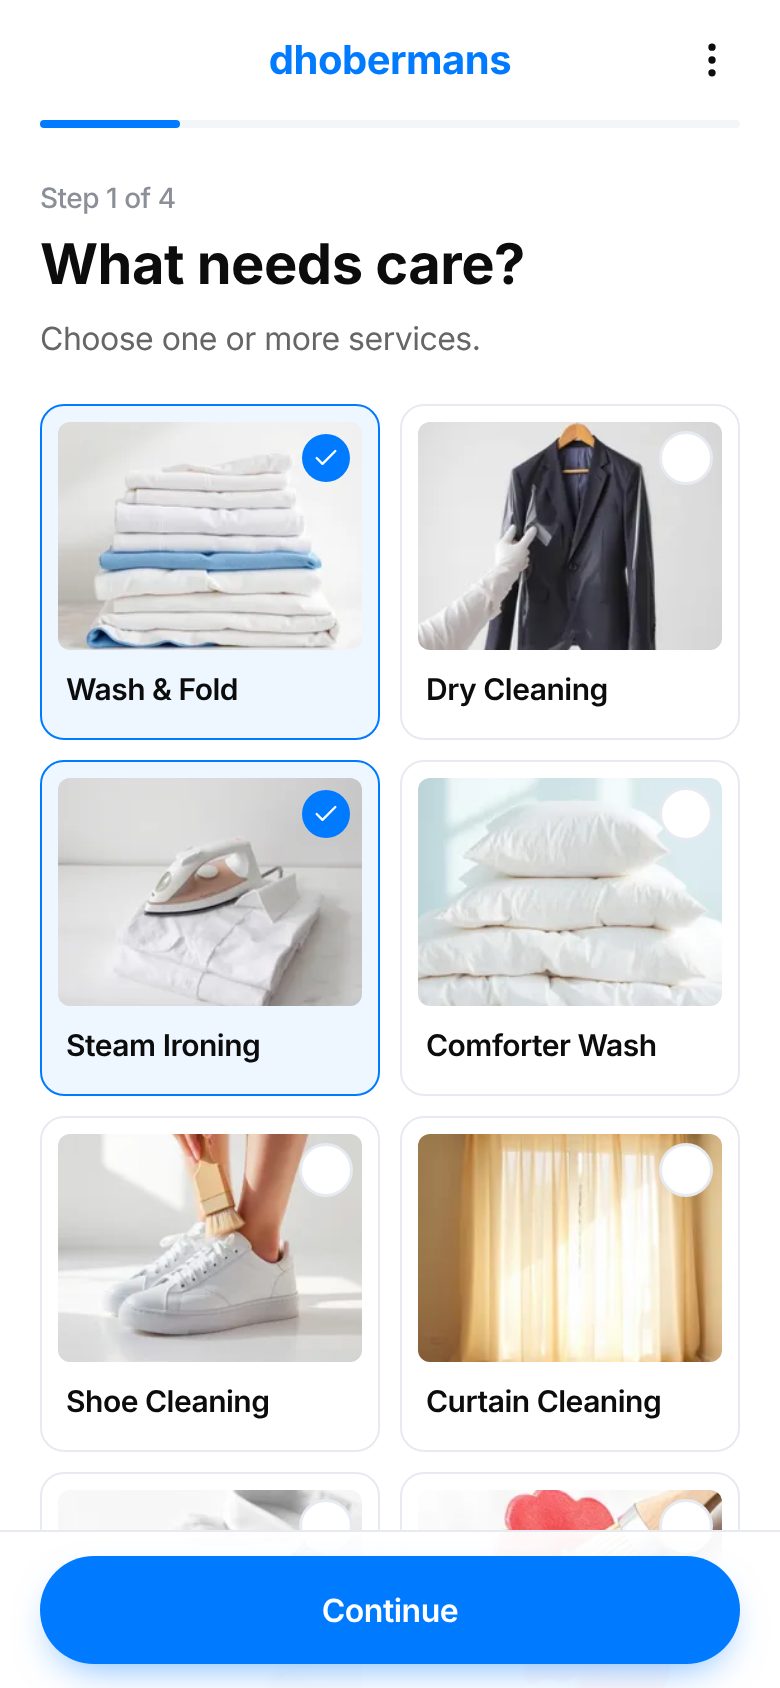 dhobermans
Step 1 of 4
What needs care?
Choose one or more services.
Wash & Fold
Dry Cleaning
Steam Ironing
Comforter Wash
Shoe Cleaning
Curtain Cleaning
Continue